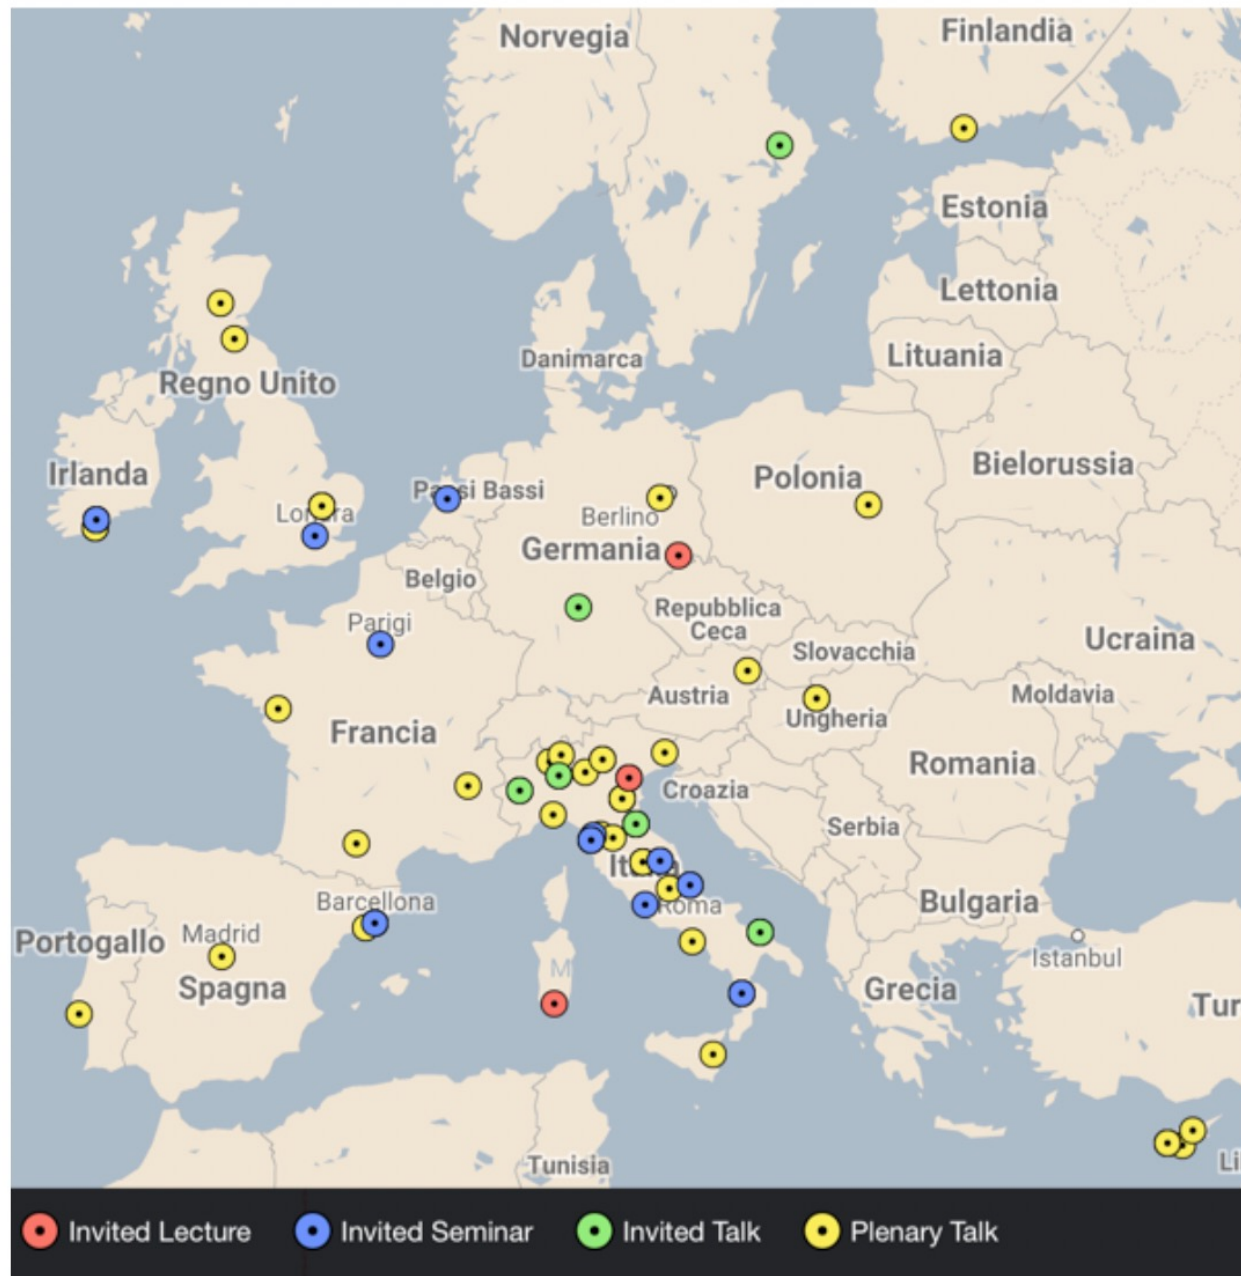 Norvegia
Finlandia
Estonia
Lettonia
Danimarca
Lituania
Regno Unito
Irlanda
Bielorussia
Polonia
Berlino
Germania
Belgio
Repubblica
Ceca
Parigi
Ucraina
Slovacchia
Austria
Moldavia
Ungheria
Francia
Romania
Croazia
Serbia
Barcellona
Roma
Bulgaria
Portogallo
Madrid
Istanbul
M
Spagna
Grecia
Tur
Tunisia
Li
Invited Lecture
Invited Seminar
Invited Talk
Plenary Talk